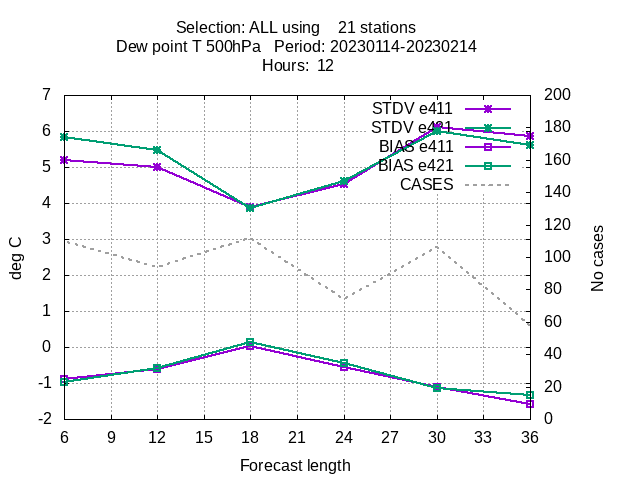 Selection: ALL using    21 stations
Dew point T 500hPa   Period: 20230114-20230214
Hours: 12
STDV e411
STDV e421
BIAS e411
BIAS e421
CASES
7
6
5
4
3
2
1
0
-1
-2
deg C
200
180
160
140
120
100
80
60
40
20
0
No cases
6 9 12 15 18 21 24 27 30 33 36
Forecast length